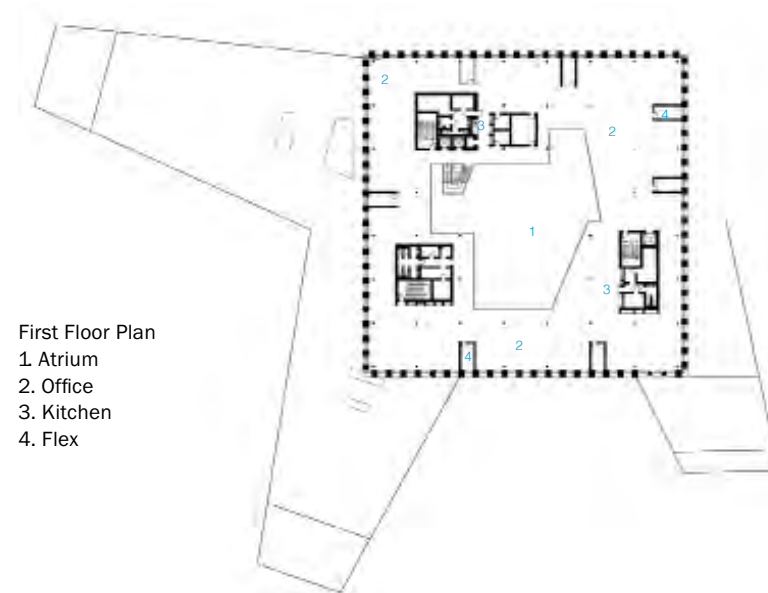 2
3
2
4
1
3
2
4
First Floor Plan
1 Atrium
2. Office
3. Kitchen
4. Flex